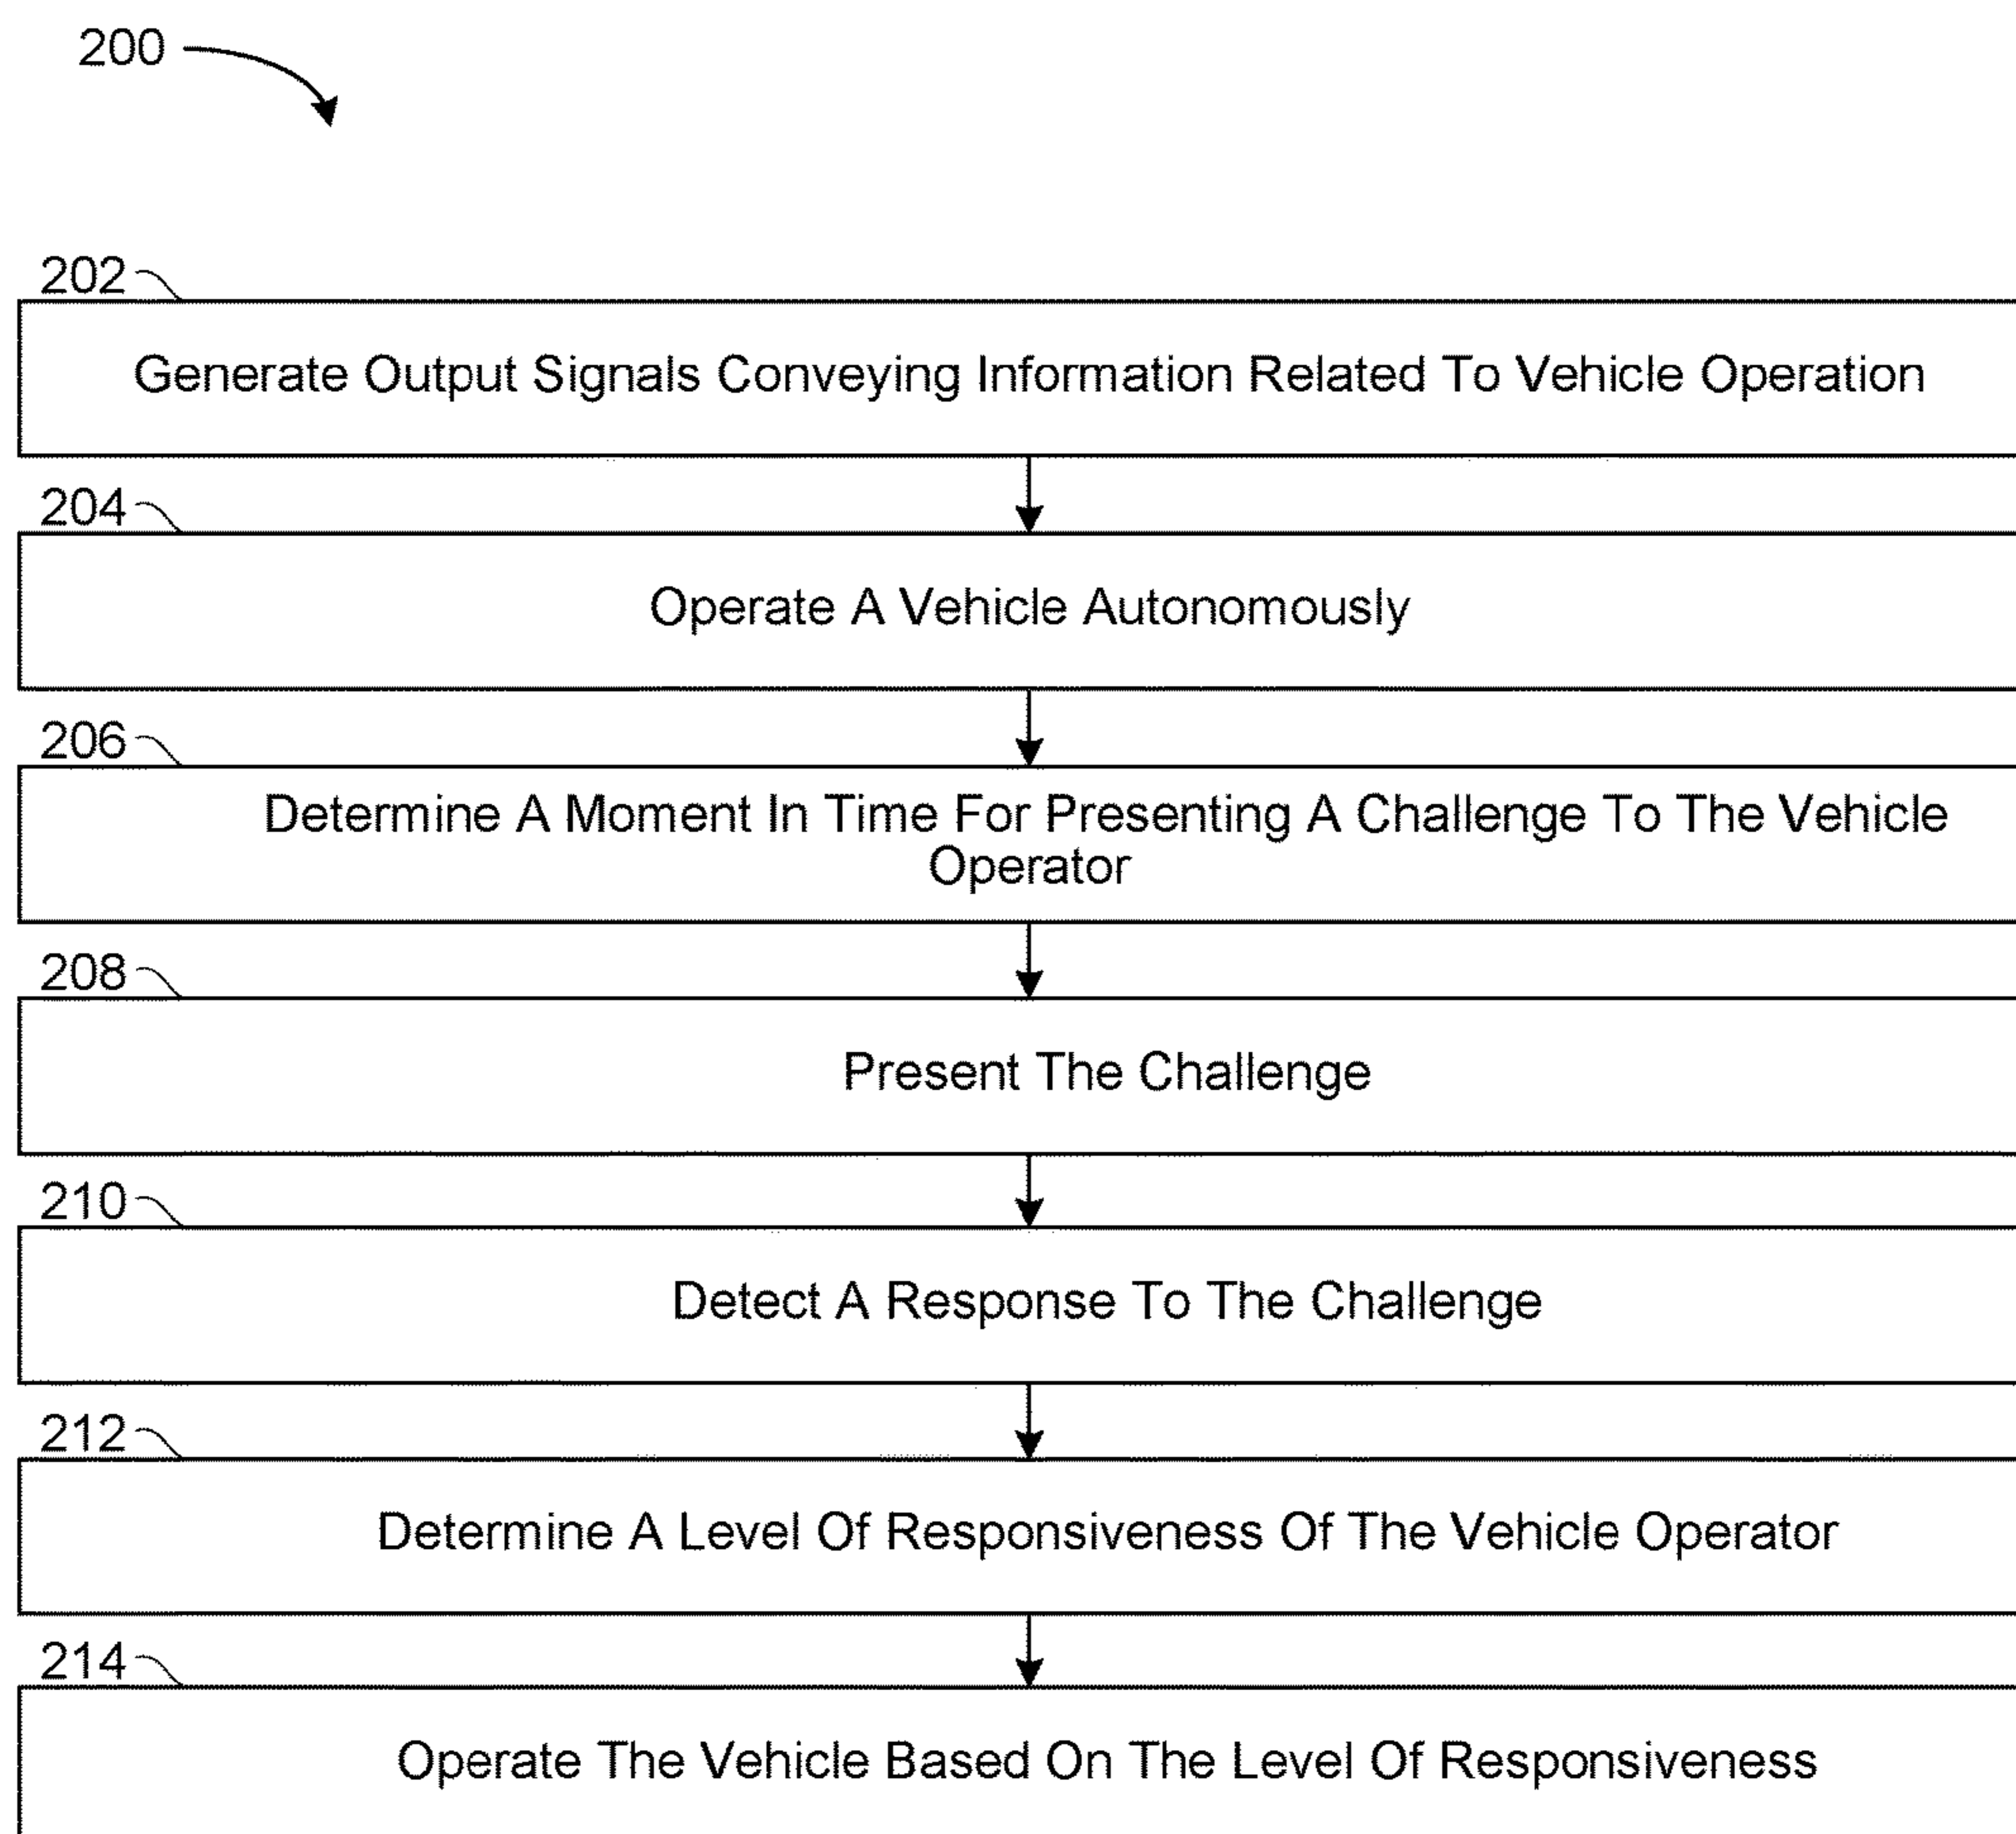 200
202
Generate Output Signals Conveying Information Related To Vehicle Operation
204
Operate A Vehicle Autonomously
206
Determine A Moment In Time For Presenting A Challenge To The Vehicle
Operator
208
Present The Challenge
210
Detect A Response To The Challenge
212
Determine A Level Of Responsiveness Of The Vehicle Operator
214
Operate The Vehicle Based On The Level Of Responsiveness